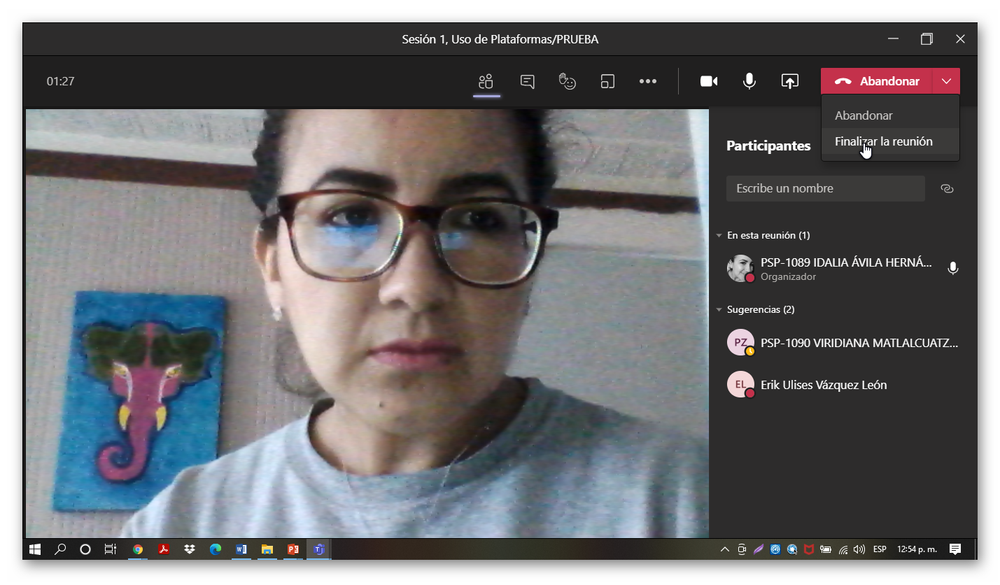 Sesión 1, Uso de Plataformas/PRUEBA
01:27
Abandonar
Abandonar
Finalizar la reunión
Participantes
Escribe un nombre
En esta reunión (1)
PSP-1089 IDALIA ÁVILA HERNÁ...
Organizador
Sugerencias (2)
PZ PSP-1090 VIRIDIANA MATLALCUATZ...
EL Erik Ulises Vázquez León
ESP 12:54 p. m.